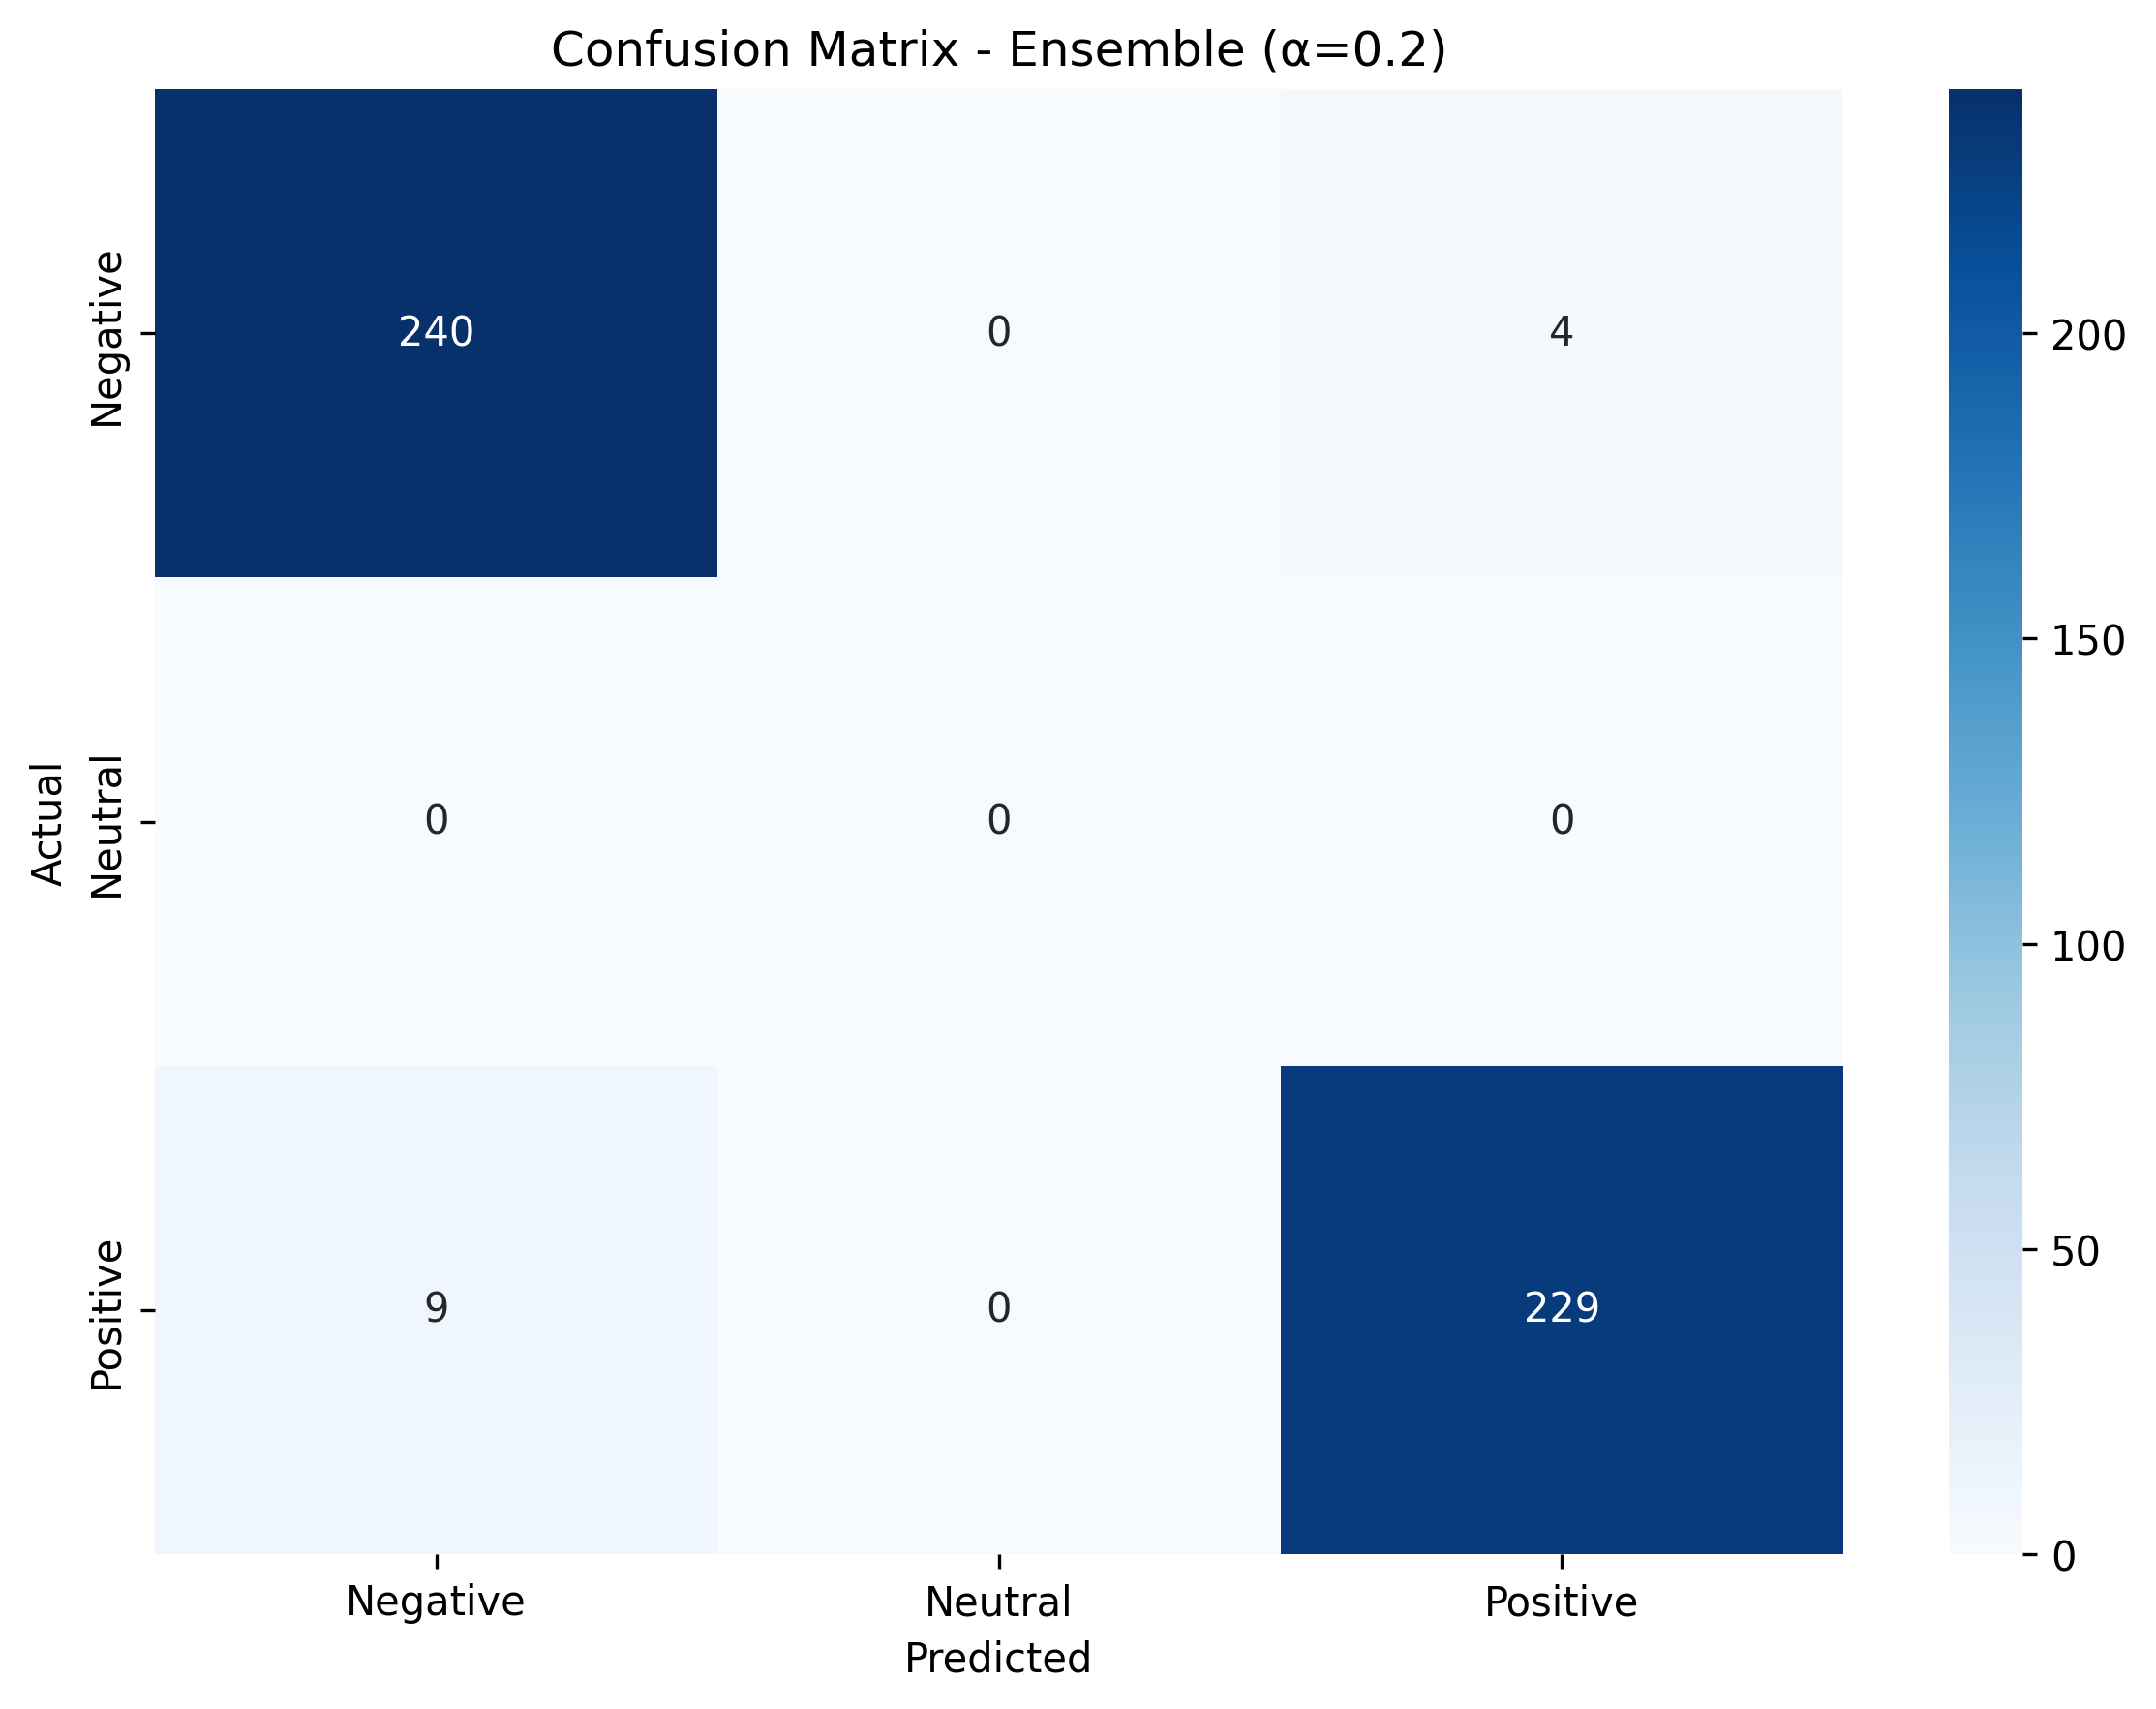 Confusion Matrix - Ensemble (α=0.2)
Actual
Negative
240
0
4
Neutral
0
0
0
Positive
9
0
229
Negative
Neutral
Positive
Predicted
200
150
100
50
0